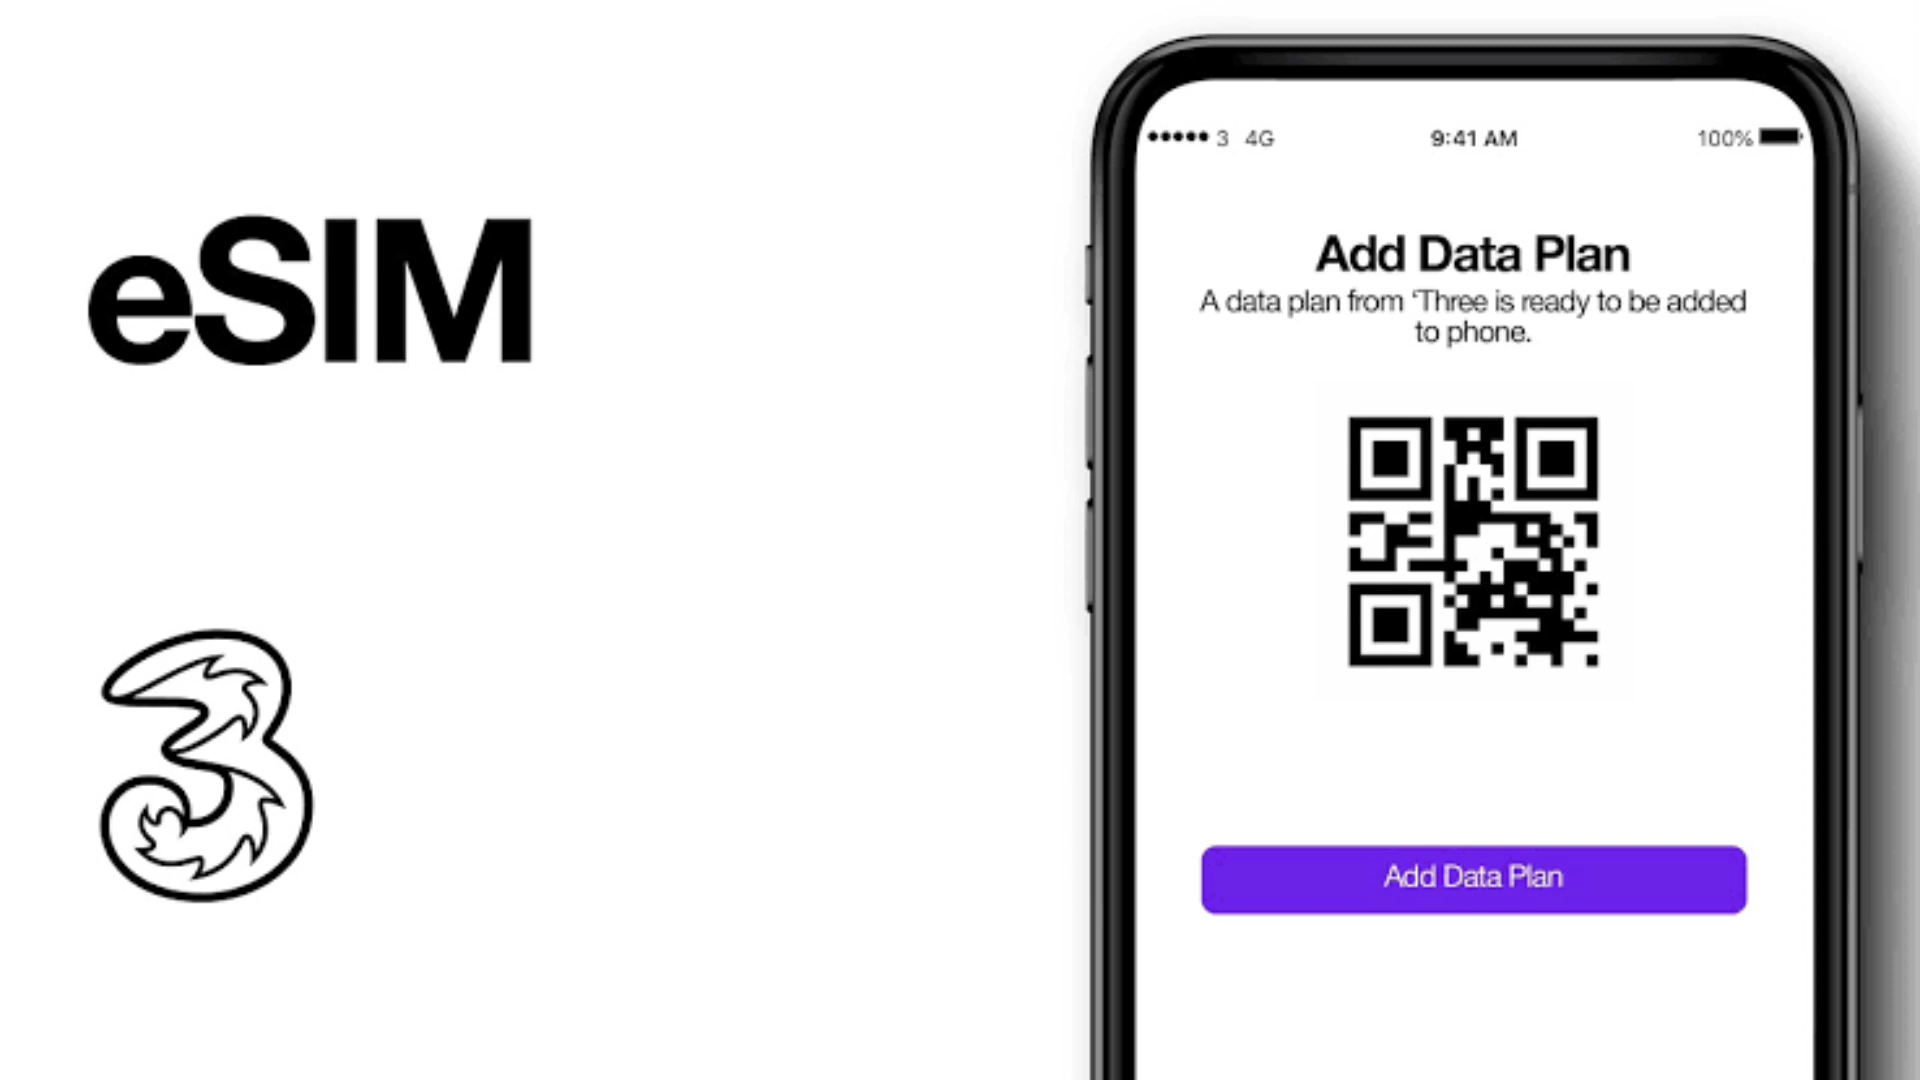 eSIM
3
3 4G 9:41 AM 100%
Add Data Plan
A data plan from ‘Three is ready to be added
to phone.
Add Data Plan